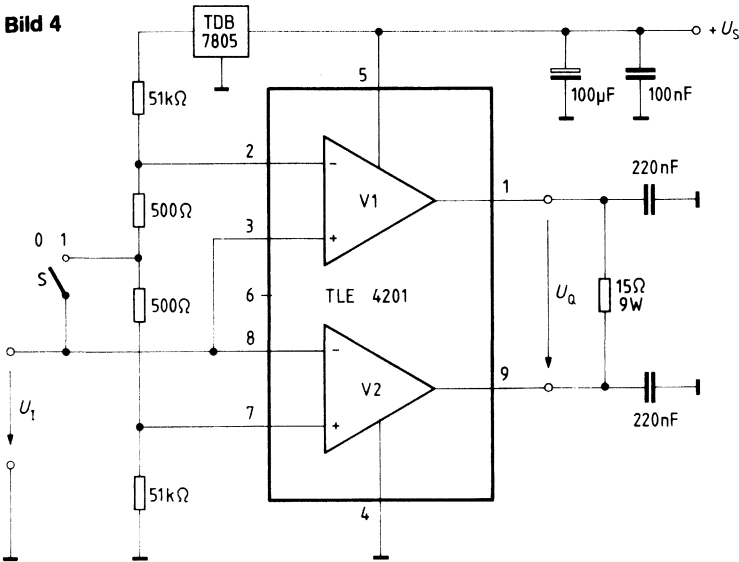 Bild 4
TDB
7805
+ U_S
5
51kΩ
100µF
100nF
2
−
220nF
V1
1
500Ω
3
+
0 1
S
6
TLE 4201
U_Q
15Ω
9W
500Ω
8
−
V2
9
U_I
7
+
220nF
51kΩ
4